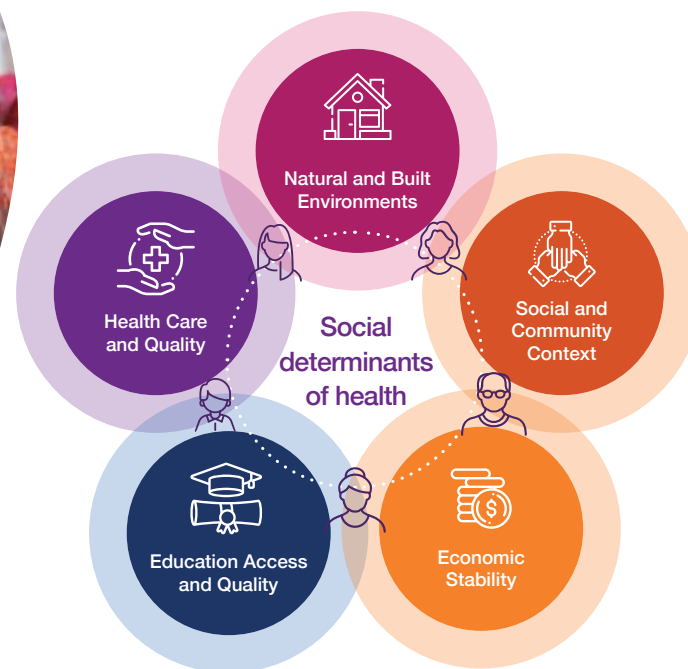 Natural and Built
Environments
Health Care
and Quality
Social and
Community
Context
Social
determinants
of health
Education Access
and Quality
$
Economic
Stability